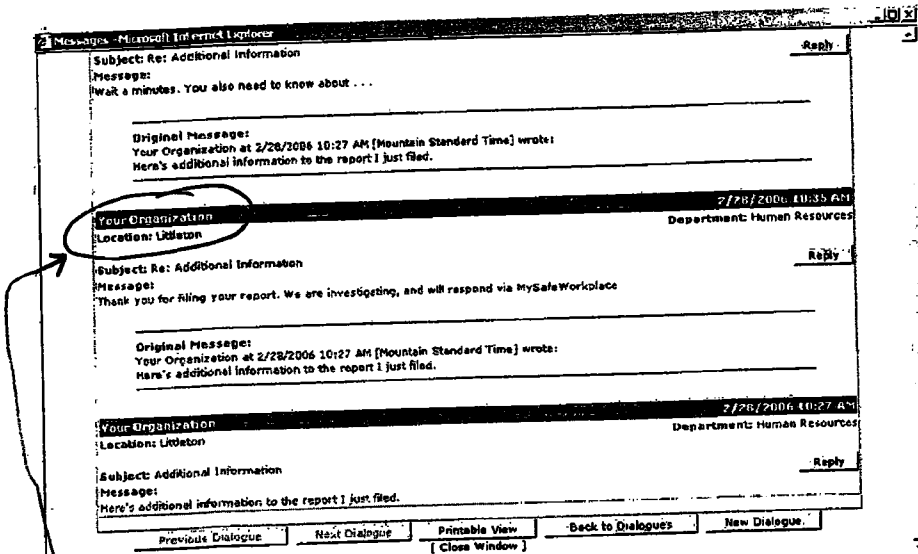 Messages - Microsoft Internet Explorer
Subject: Re: Additional Information
Reply
Message:
Wait a minutes. You also need to know about . . .
Original Message:
Your Organization at 2/28/2006 10:27 AM [Mountain Standard Time] wrote:
Here's additional information to the report I just filed.
Your Organization 2/28/2006 10:35 AM
Location: Littleton Department: Human Resources
Subject: Re: Additional Information
Reply
Message:
Thank you for filing your report. We are investigating, and will respond via MySafeWorkplace
Original Message:
Your Organization at 2/28/2006 10:27 AM [Mountain Standard Time] wrote:
Here's additional information to the report I just filed.
Your Organization 2/28/2006 10:27 AM
Location: Littleton Department: Human Resources
Subject: Additional Information
Reply
Message:
Here's additional information to the report I just filed.
Previous Dialogue Next Dialogue Printable View Back to Dialogues New Dialogue
[ Close Window ]